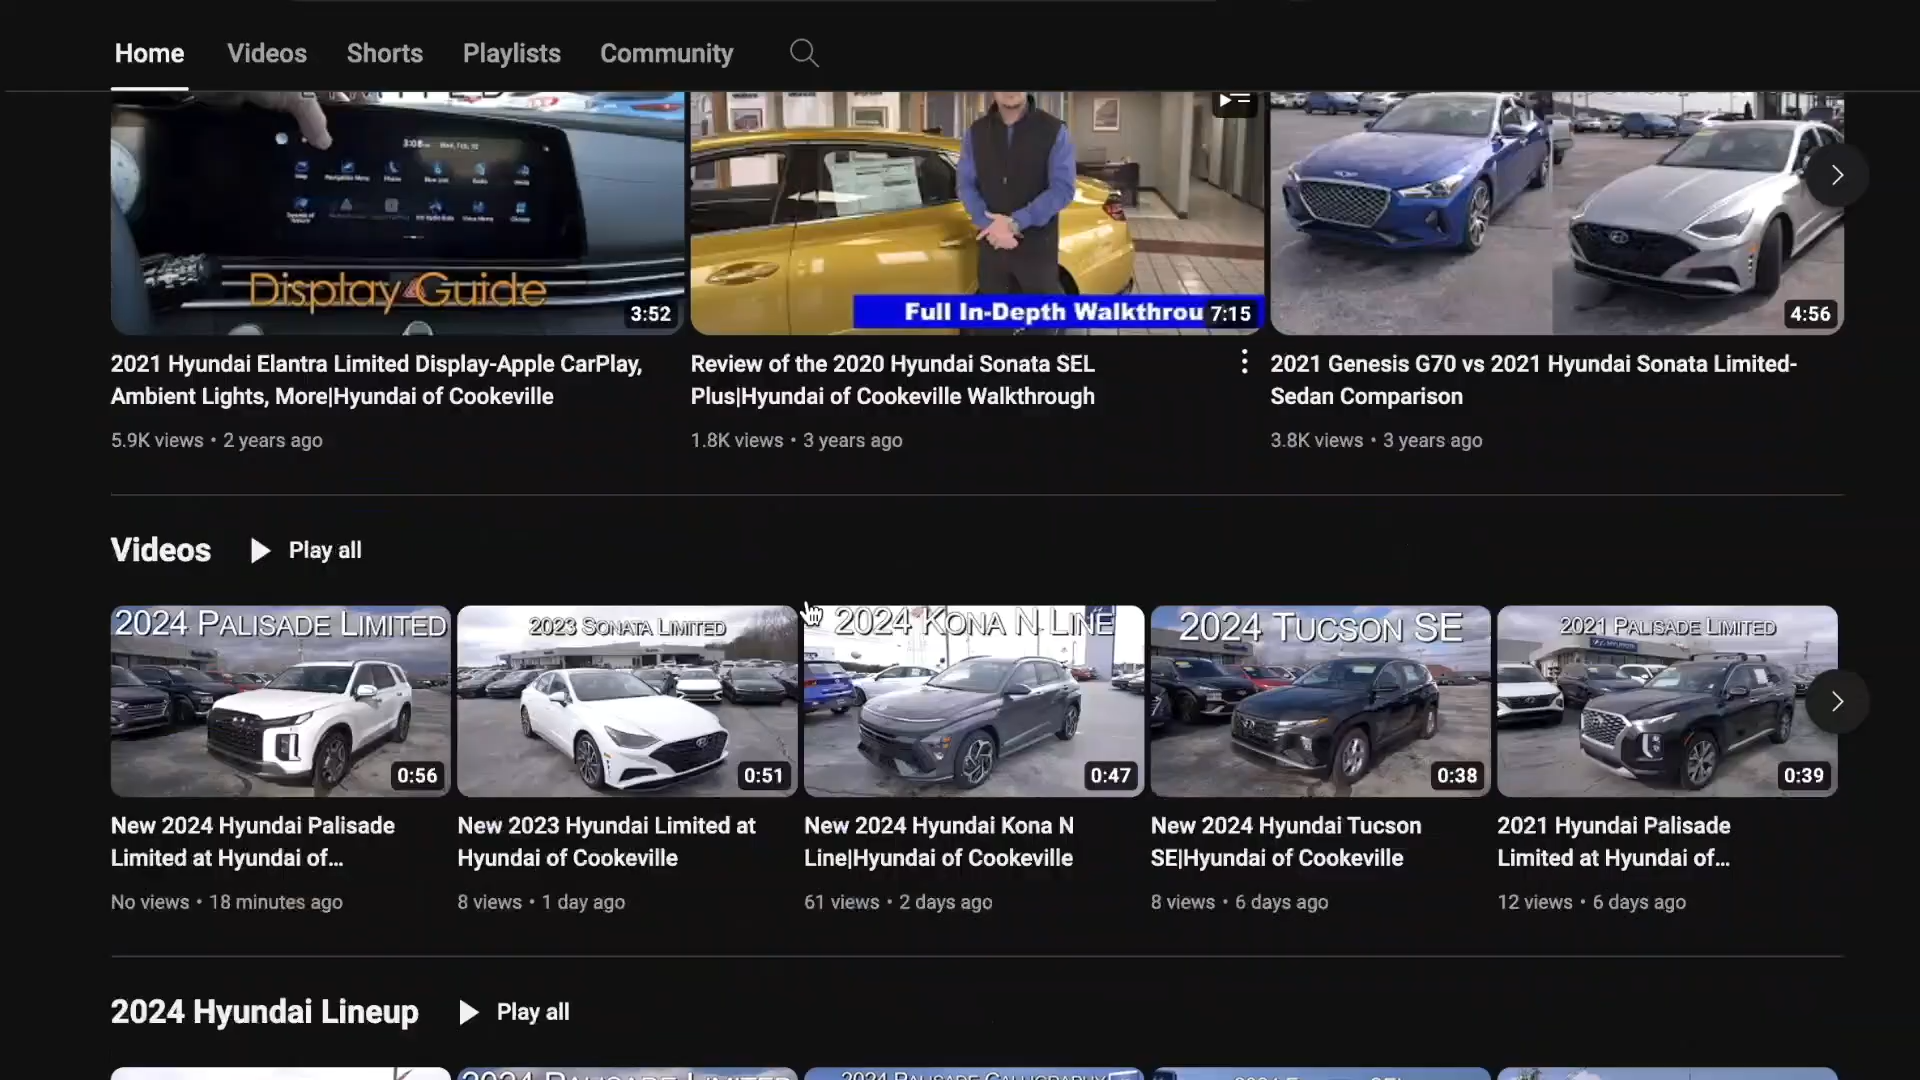 Home
Videos
Shorts
Playlists
Community
Display Guide
3:52
Full In-Depth Walkthrou
7:15
4:56
2021 Hyundai Elantra Limited Display-Apple CarPlay,
Ambient Lights, More|Hyundai of Cookeville
5.9K views • 2 years ago
Review of the 2020 Hyundai Sonata SEL
Plus|Hyundai of Cookeville Walkthrough
1.8K views • 3 years ago
2021 Genesis G70 vs 2021 Hyundai Sonata Limited-
Sedan Comparison
3.8K views • 3 years ago
Videos
Play all
2024 PALISADE LIMITED
0:56
2023 SONATA LIMITED
0:51
2024 KONA N LINE
0:47
2024 TUCSON SE
0:38
2021 PALISADE LIMITED
0:39
New 2024 Hyundai Palisade
Limited at Hyundai of...
No views • 18 minutes ago
New 2023 Hyundai Limited at
Hyundai of Cookeville
8 views • 1 day ago
New 2024 Hyundai Kona N
Line|Hyundai of Cookeville
61 views • 2 days ago
New 2024 Hyundai Tucson
SE|Hyundai of Cookeville
8 views • 6 days ago
2021 Hyundai Palisade
Limited at Hyundai of...
12 views • 6 days ago
2024 Hyundai Lineup
Play all
2024 PALISADE LIMITED
2024 PALISADE CALLIGRAPHY